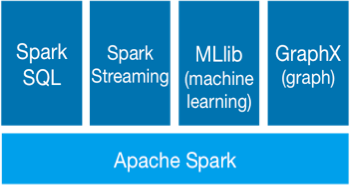 Spark
SQL
Spark
Streaming
MLlib
(machine
learning)
GraphX
(graph)
Apache Spark